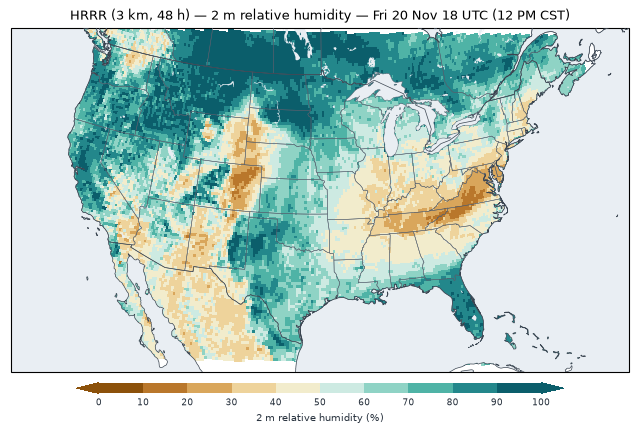 HRRR (3 km, 48 h) — 2 m relative humidity — Fri 20 Nov 18 UTC (12 PM CST)
0 10 20 30 40 50 60 70 80 90 100
2 m relative humidity (%)